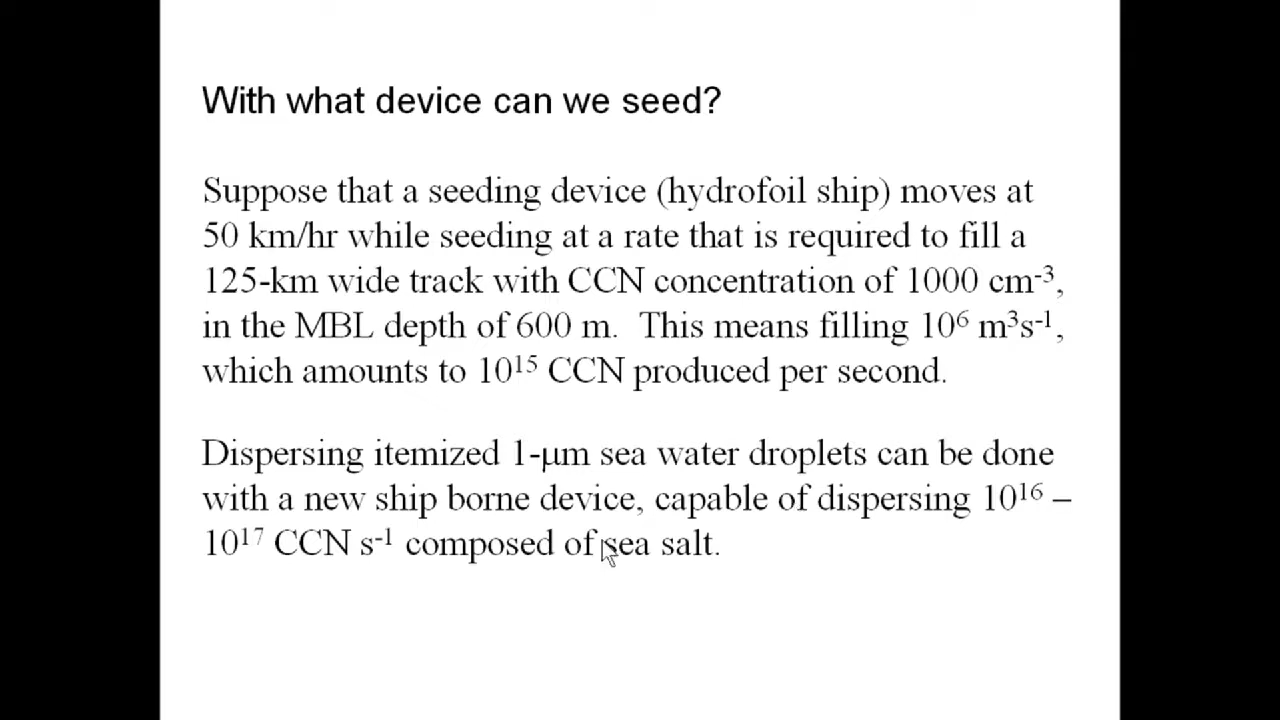 With what device can we seed?
Suppose that a seeding device (hydrofoil ship) moves at
50 km/hr while seeding at a rate that is required to fill a
125-km wide track with CCN concentration of 1000 cm⁻³,
in the MBL depth of 600 m. This means filling 10⁶ m³s⁻¹,
which amounts to 10¹⁵ CCN produced per second.
Dispersing itemized 1-μm sea water droplets can be done
with a new ship borne device, capable of dispersing 10¹⁶ –
10¹⁷ CCN s⁻¹ composed of sea salt.